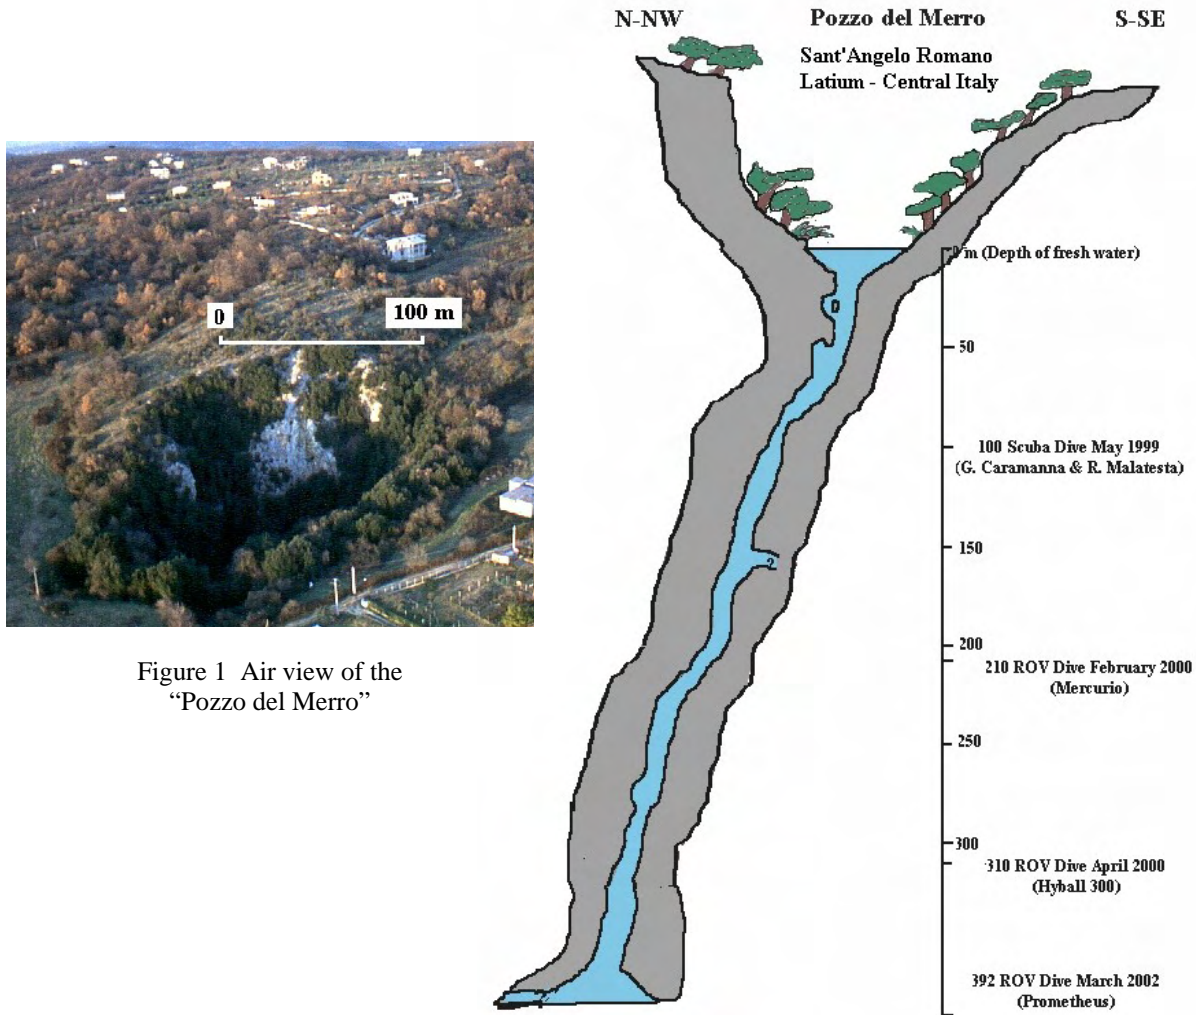 N-NW
Pozzo del Merro
S-SE
Sant'Angelo Romano
Latium - Central Italy
0
100 m
m (Depth of fresh water)
50
100 Scuba Dive May 1999
(G. Caramanna & R. Malatesta)
150
200
210 ROV Dive February 2000
(Mercurio)
250
300
310 ROV Dive April 2000
(Hyball 300)
392 ROV Dive March 2002
(Prometheus)
Figure 1 Air view of the
“Pozzo del Merro”